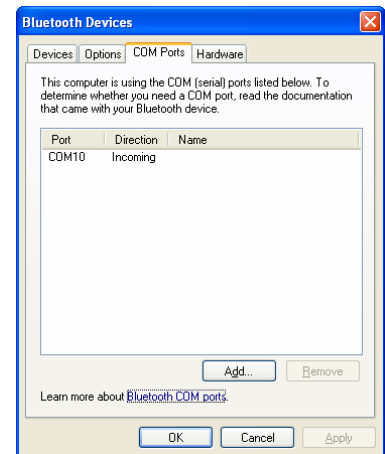 Bluetooth Devices
Devices Options COM Ports Hardware
This computer is using the COM (serial) ports listed below. To
determine whether you need a COM port, read the documentation
that came with your Bluetooth device.
Port Direction Name
COM10 Incoming
Add... Remove
Learn more about Bluetooth COM ports.
OK Cancel Apply